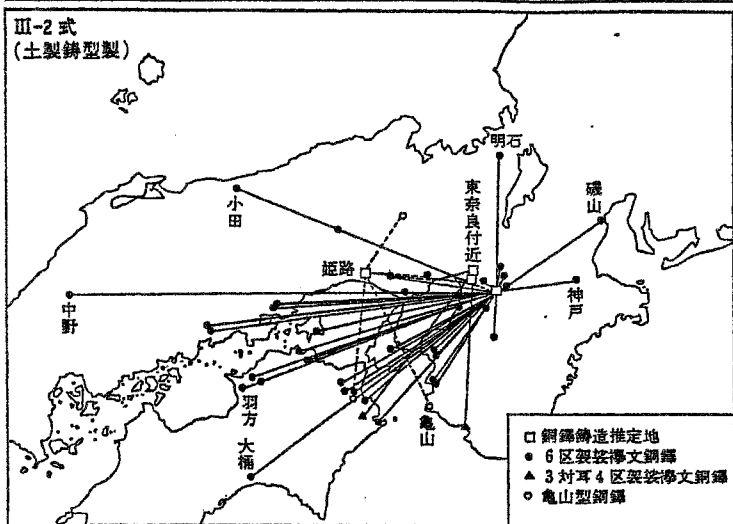 Ⅲ-2式
(土製鋳型製)
明石
磯山
東奈良付近
小田
姫路
神戸
中野
羽方
大桶
亀山
銅鐸鋳造推定地
6区袈裟襷文銅鐸
3対耳4区袈裟襷文銅鐸
亀山型銅鐸